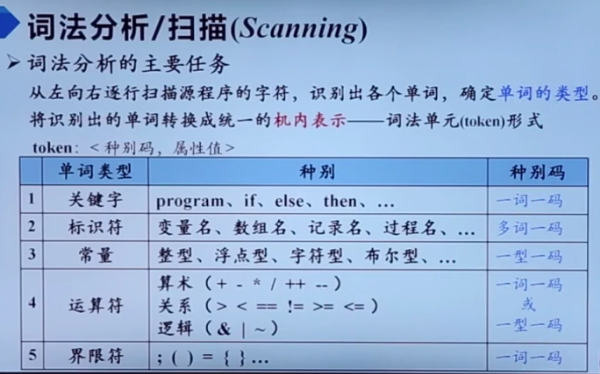 词法分析/扫描(Scanning)
词法分析的主要任务
从左向右逐行扫描源程序的字符，识别出各个单词，确定单词的类型。
将识别出的单词转换成统一的机内表示——词法单元(token)形式
token：<种别码，属性值>
单词类型 种别 种别码
1 关键字 program、if、else、then、… 一词一码
2 标识符 变量名、数组名、记录名、过程名、… 多词一码
3 常量 整型、浮点型、字符型、布尔型、… 一型一码
4 运算符 算术（+ - * / ++ --） 一词一码
关系（> < == != >= <=） 或
逻辑（& | ~） 一型一码
5 界限符 ; ( ) = { } … 一词一码